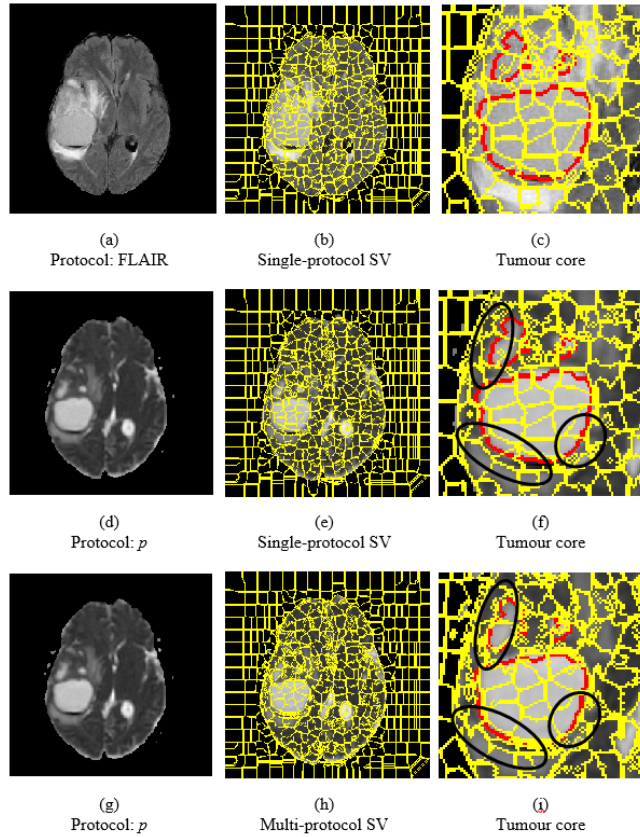 (a) (b) (c)
Protocol: FLAIR Single-protocol SV Tumour core
(d) (e) (f)
Protocol: p Single-protocol SV Tumour core
(g) (h) (i)
Protocol: p Multi-protocol SV Tumour core